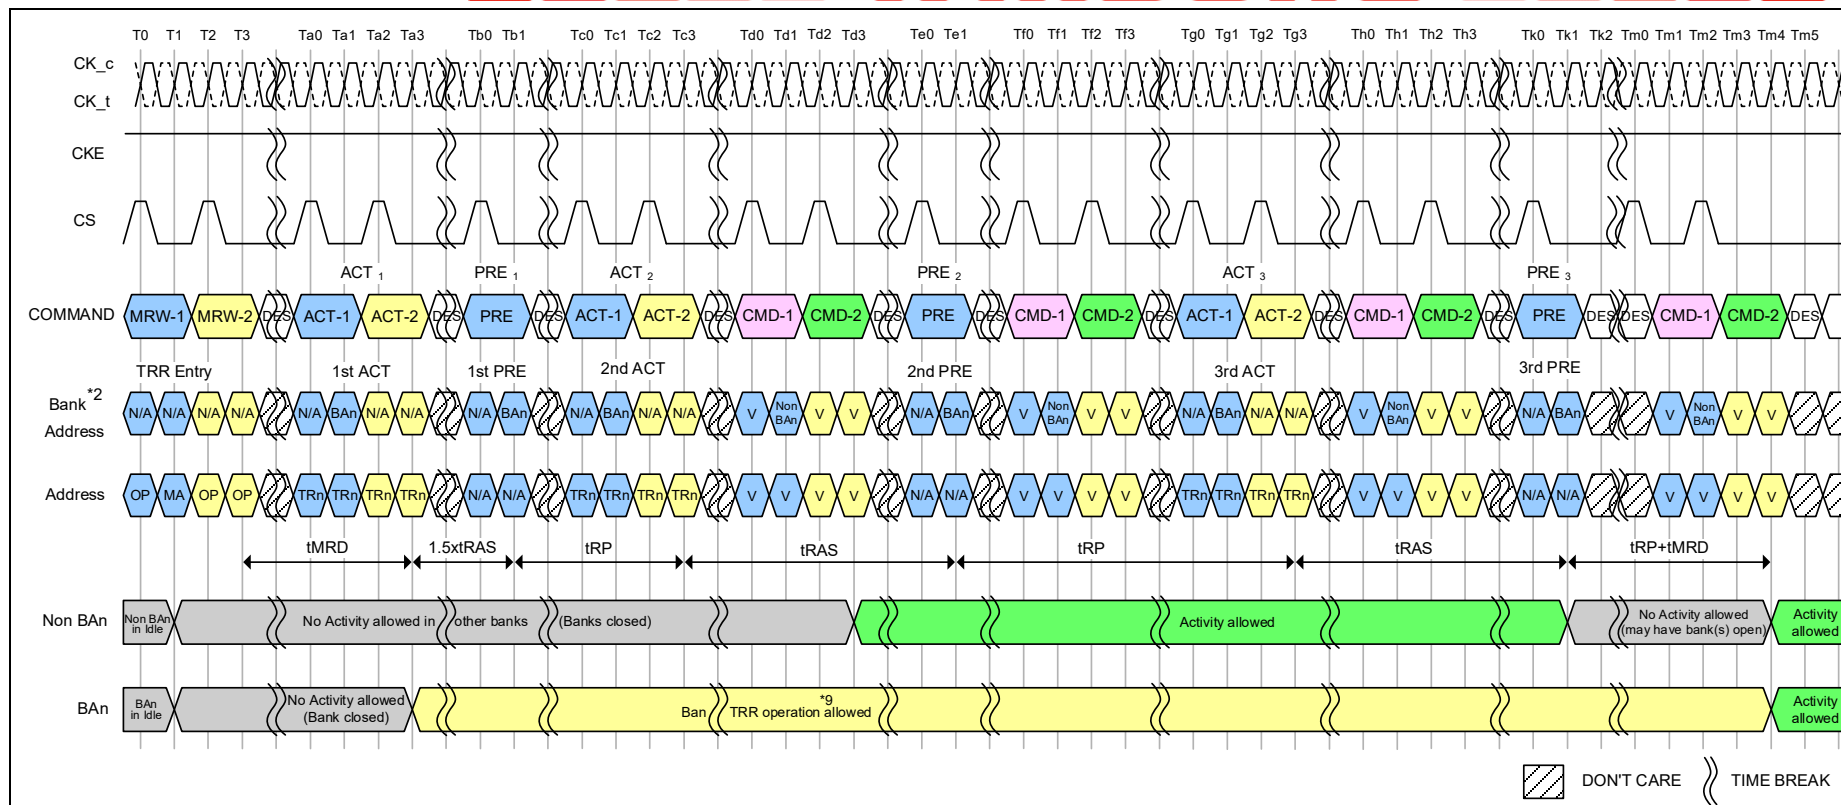 T0 T1 T2 T3 Ta0 Ta1 Ta2 Ta3 Tb0 Tb1 Tc0 Tc1 Tc2 Tc3 Td0 Td1 Td2 Td3 Te0 Te1 Tf0 Tf1 Tf2 Tf3 Tg0 Tg1 Tg2 Tg3 Th0 Th1 Th2 Th3 Tk0 Tk1 Tk2 Tm0 Tm1 Tm2 Tm3 Tm4 Tm5
CK_c
CK_t
CKE
CS
ACT 1 PRE 1 ACT 2 PRE 2 ACT 3 PRE 3
COMMAND MRW-1 MRW-2 DES ACT-1 ACT-2 DES PRE DES ACT-1 ACT-2 DES CMD-1 CMD-2 DES PRE DES CMD-1 CMD-2 DES ACT-1 ACT-2 DES CMD-1 CMD-2 DES PRE DES DES CMD-1 CMD-2 DES
TRR Entry 1st ACT 1st PRE 2nd ACT 2nd PRE 3rd ACT 3rd PRE
Bank*2 Address N/A N/A N/A N/A N/A BAn N/A N/A N/A BAn N/A BAn N/A N/A V Non BAn V V N/A BAn V Non BAn V V N/A BAn N/A N/A V Non BAn V V N/A BAn V Non BAn V V
Address OP MA OP OP TRn TRn TRn TRn N/A N/A TRn TRn TRn TRn V V V V N/A N/A V V V V TRn TRn TRn TRn V V V V N/A N/A V V V V
tMRD 1.5xtRAS tRP tRAS tRP tRAS tRP+tMRD
Non BAn
Non BAn in Idle
No Activity allowed in other banks (Banks closed)
Activity allowed
No Activity allowed (may have bank(s) open)
Activity allowed
BAn
BAn in Idle
No Activity allowed (Bank closed)
Ban TRR operation allowed *9
Activity allowed
DON'T CARE
TIME BREAK